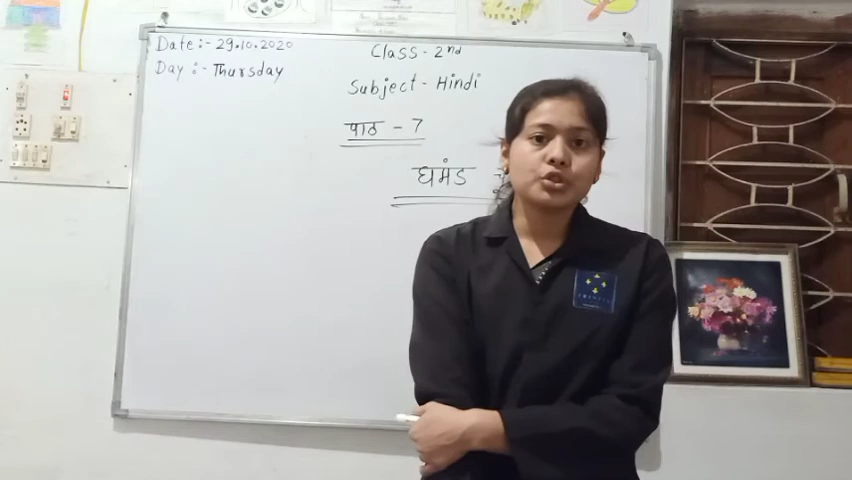 Date:- 29.10.2020
Class - 2nd
Day :- Thursday
Subject - Hindi
पाठ - 7
घमंड